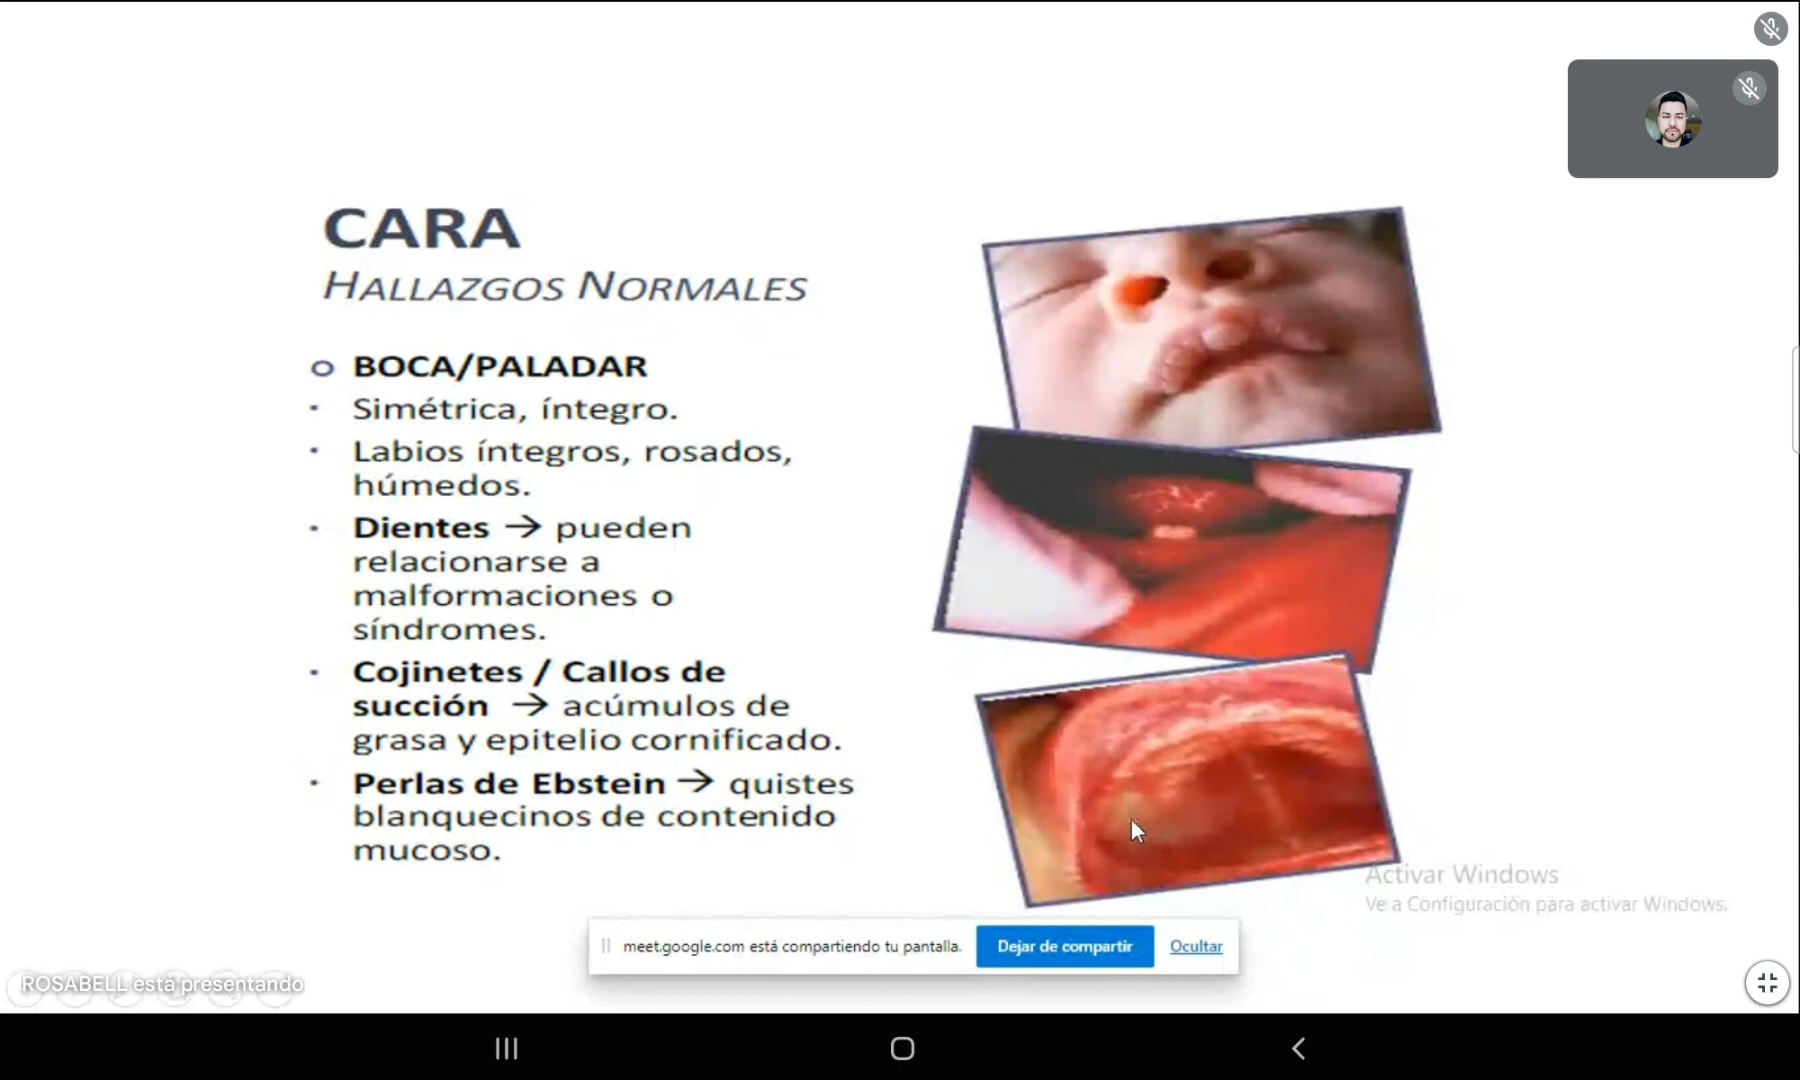 CARA
HALLAZGOS NORMALES
o BOCA/PALADAR
· Simétrica, íntegro.
· Labios íntegros, rosados,
húmedos.
· Dientes → pueden
relacionarse a
malformaciones o
síndromes.
· Cojinetes / Callos de
succión → acúmulos de
grasa y epitelio cornificado.
· Perlas de Ebstein → quistes
blanquecinos de contenido
mucoso.
Activar Windows
Ve a Configuración para activar Windows.
meet.google.com está compartiendo tu pantalla. Dejar de compartir Ocultar
ROSABELL está presentando